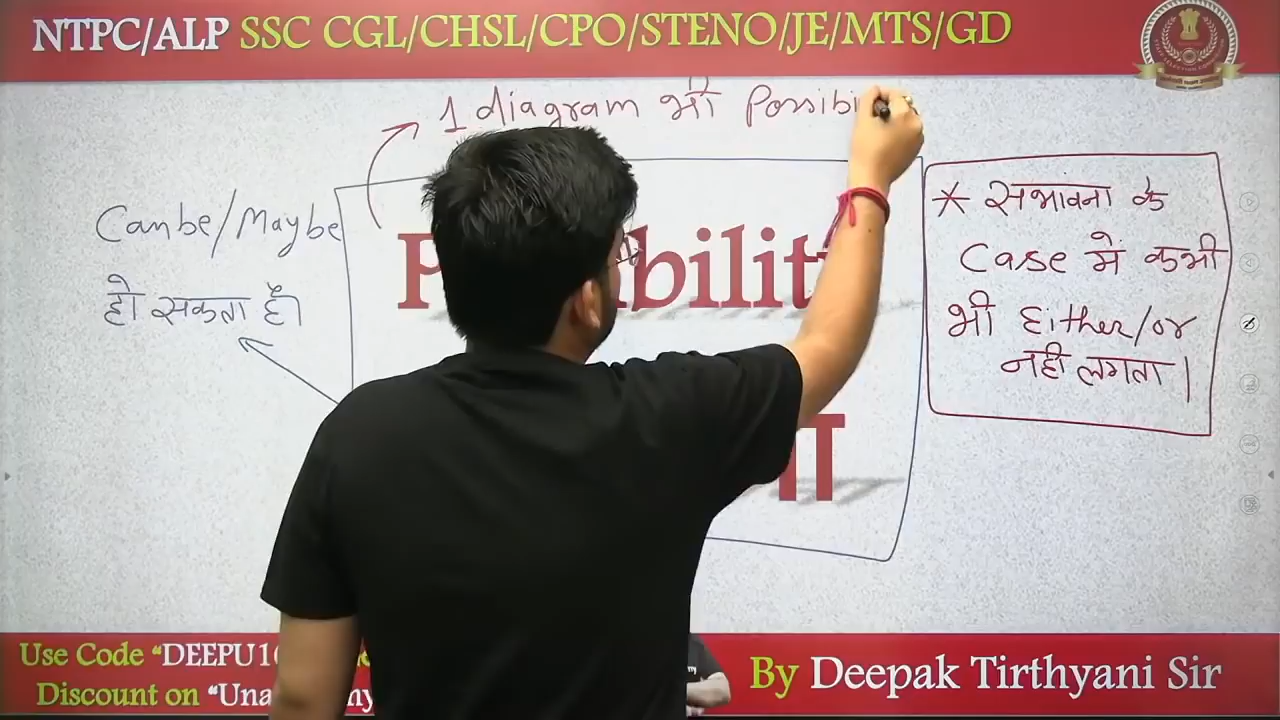 NTPC/ALP SSC CGL/CHSL/CPO/STENO/JE/MTS/GD
1 diagram भी Possibi
Canbe/Maybe
हो सकता है।
* सभांवना के
Case में कभी
भी Either/or
नही लगता।
Use Code “DEEPU1
Discount on “Una
By Deepak Tirthyani Sir